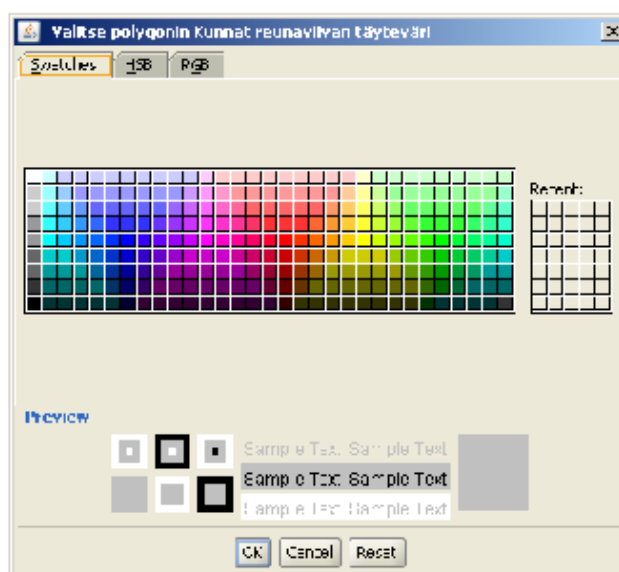 Valitse polygonin Kunnat reunaviivan täyteväri
Swatches HSB RGB
Recent:
Preview
Sample Text Sample Text
Sample Text Sample Text
Sample Text Sample Text
OK Cancel Reset